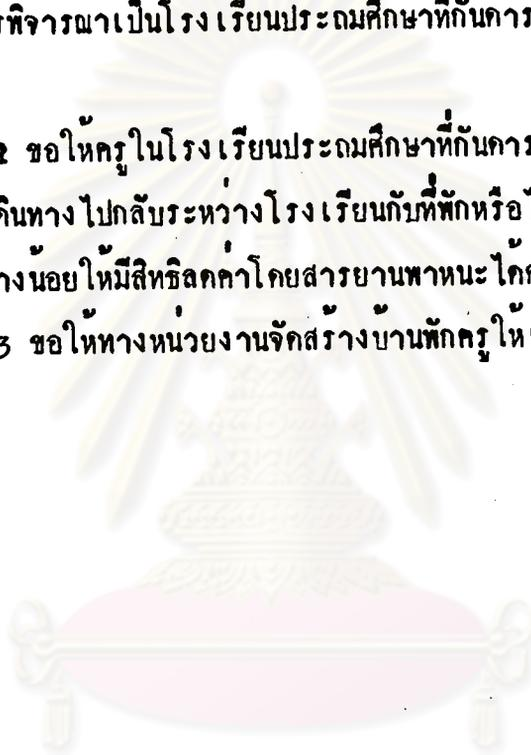 รพิจารณาเป็นโรงเรียนประถมศึกษาที่กันดาร
2 ขอให้ครูในโรงเรียนประถมศึกษาที่กันดาร
ดินทางไปกลับระหว่างโรงเรียนกับที่พักหรือ
างน้อยให้มีสิทธิลดค่าโดยสารยานพาหนะได้
3 ขอให้ทางหน่วยงานจัดสร้างบ้านพักครูให้